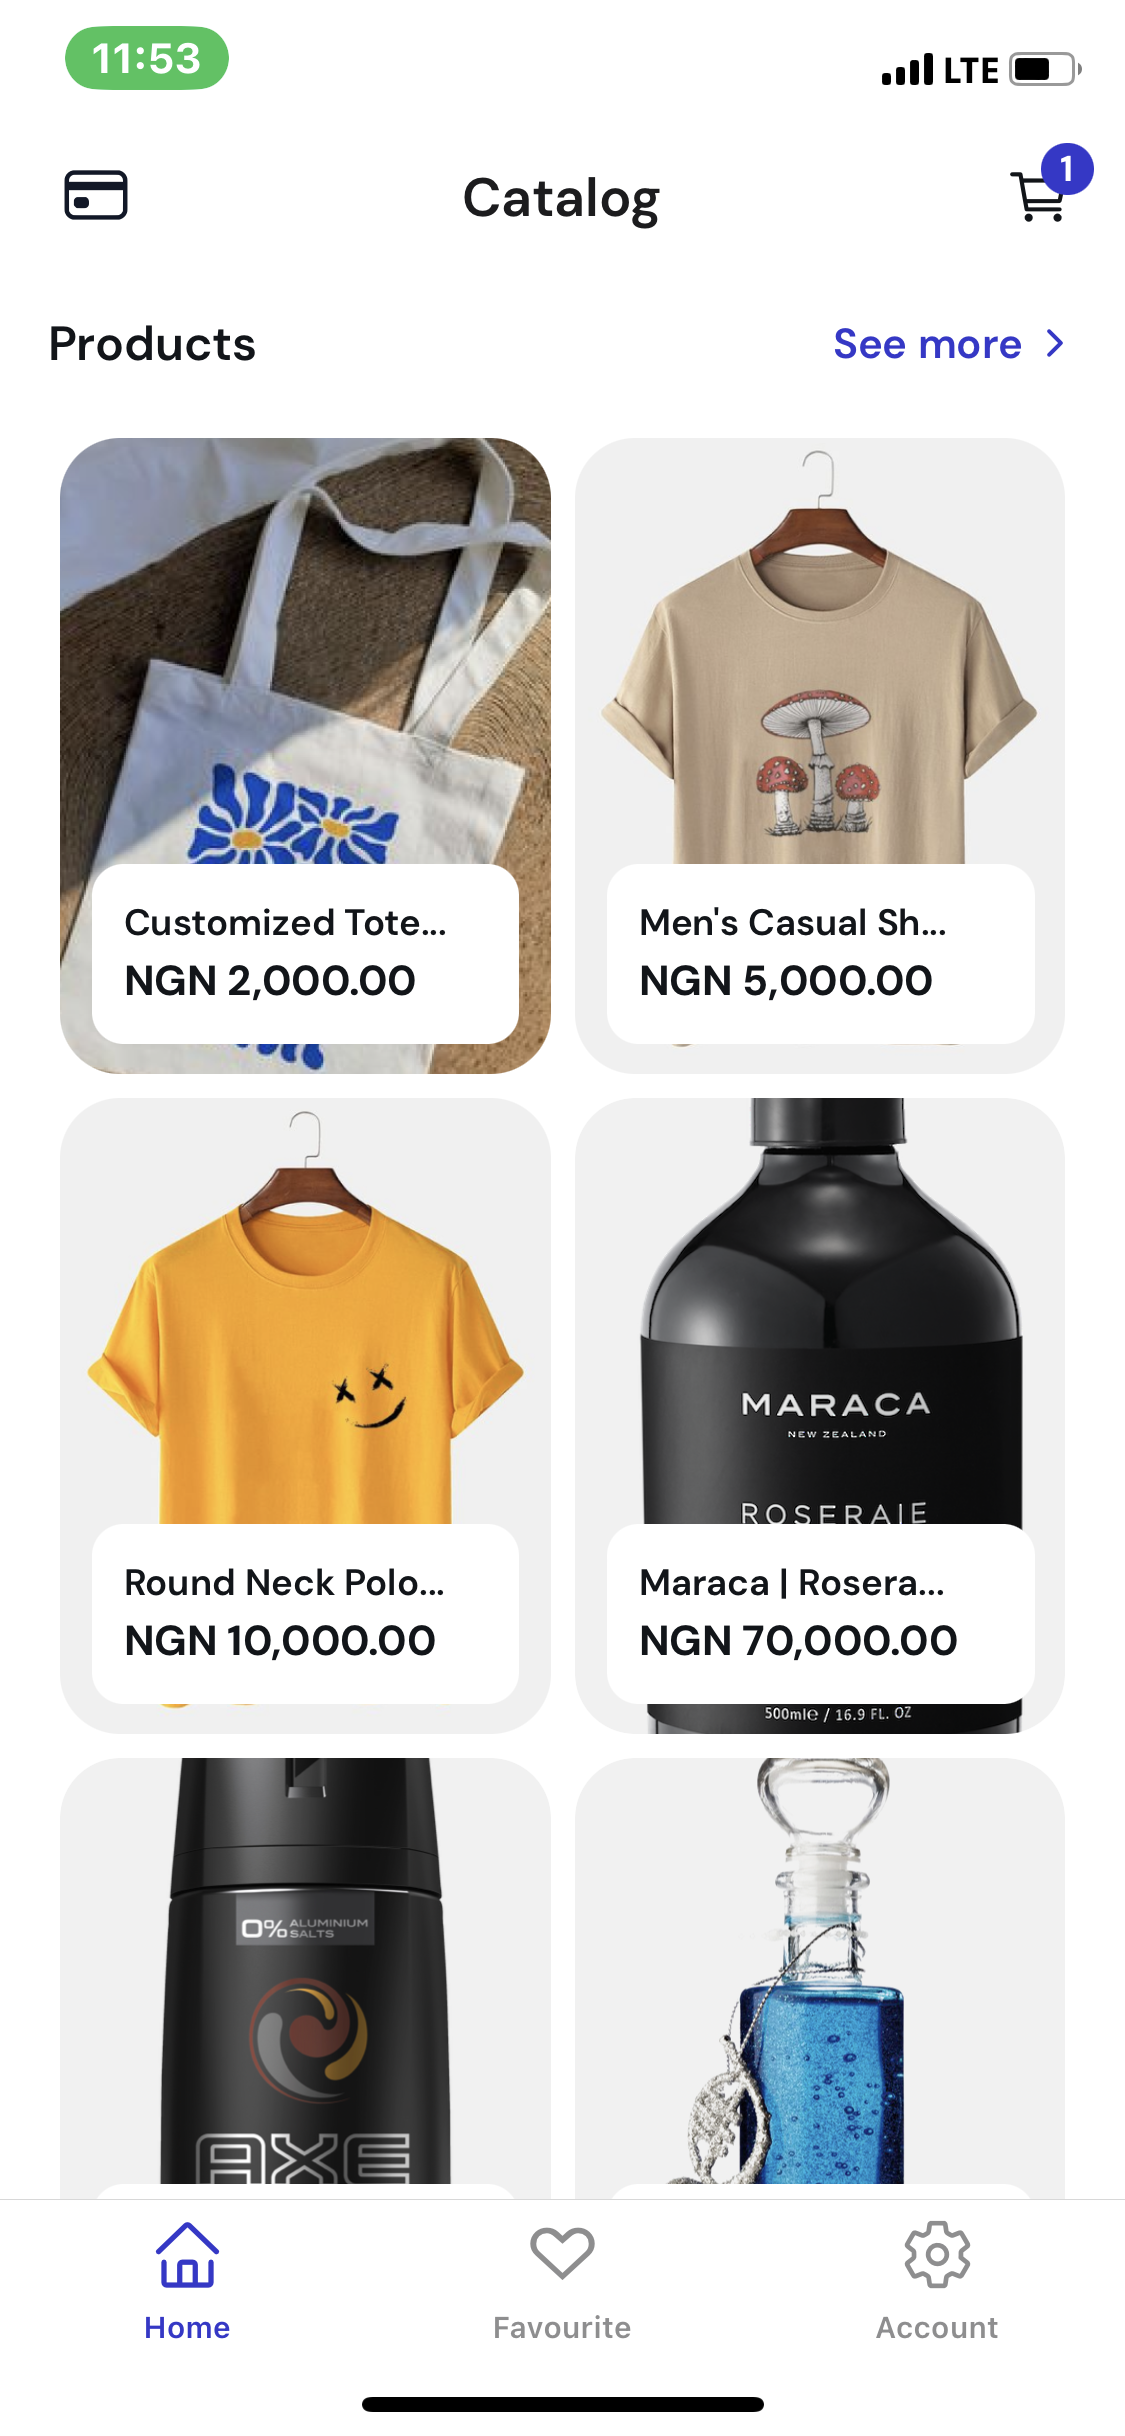 11:53
LTE
Catalog
1
Products
See more
Customized Tote...
NGN 2,000.00
Men's Casual Sh...
NGN 5,000.00
MARACA
NEW ZEALAND
ROSERAIE
Round Neck Polo...
NGN 10,000.00
Maraca | Rosera...
NGN 70,000.00
500ml℮ / 16.9 FL. OZ
0% ALUMINIUM
SALTS
AXE
Home
Favourite
Account